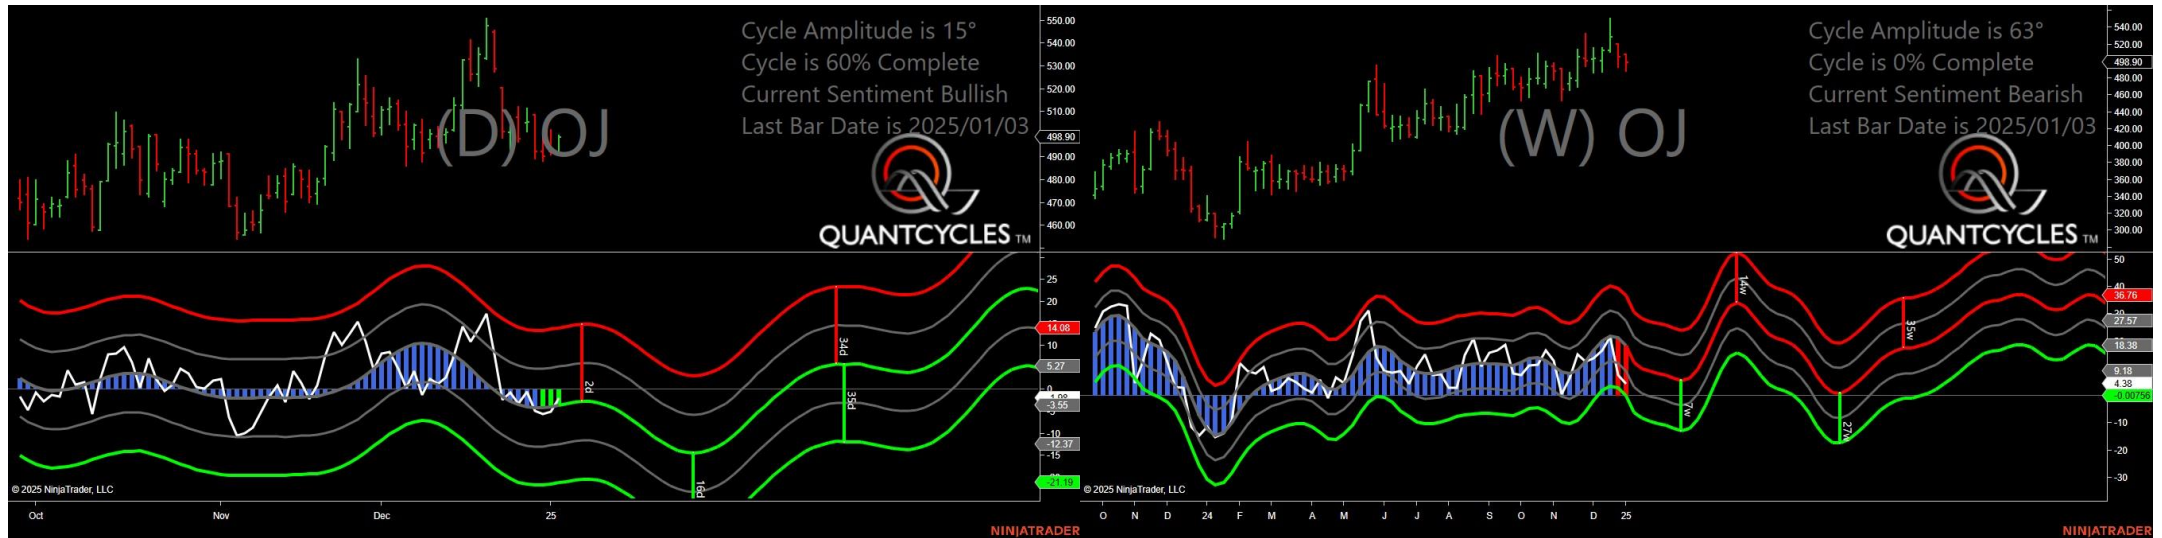 Cycle Amplitude is 15°
Cycle is 60% Complete
Current Sentiment Bullish
Last Bar Date is 2025/01/03
(D) OJ
QUANTCYCLES TM
550.00
540.00
530.00
520.00
510.00
498.90
490.00
480.00
470.00
460.00
25
20
14.08
10
5.27
0
-3.55
-10
-12.37
-15
-21.19
2d
16d
34d
35d
© 2025 NinjaTrader, LLC
Oct
Nov
Dec
25
NINJATRADER
Cycle Amplitude is 63°
Cycle is 0% Complete
Current Sentiment Bearish
Last Bar Date is 2025/01/03
(W) OJ
QUANTCYCLES TM
540.00
520.00
498.90
480.00
460.00
440.00
420.00
400.00
380.00
360.00
340.00
320.00
300.00
50
40
36.76
27.57
18.38
9.18
4.38
-0.00756
-10
-20
-30
7w
14w
27w
35w
© 2025 NinjaTrader, LLC
O
N
D
24
F
M
A
M
J
J
A
S
O
N
D
25
NINJATRADER